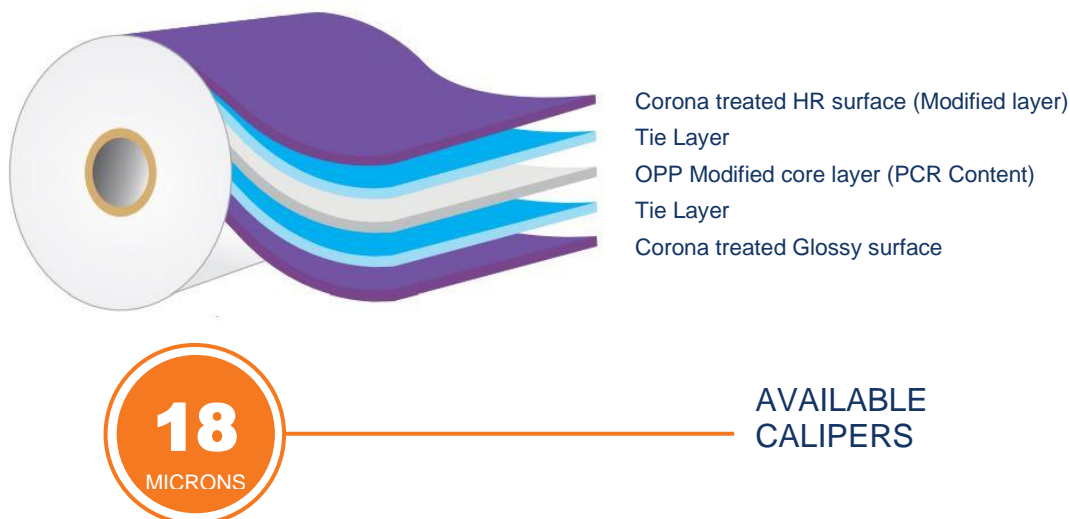 Corona treated HR surface (Modified layer)
Tie Layer
OPP Modified core layer (PCR Content)
Tie Layer
Corona treated Glossy surface
18
MICRONS
AVAILABLE
CALIPERS